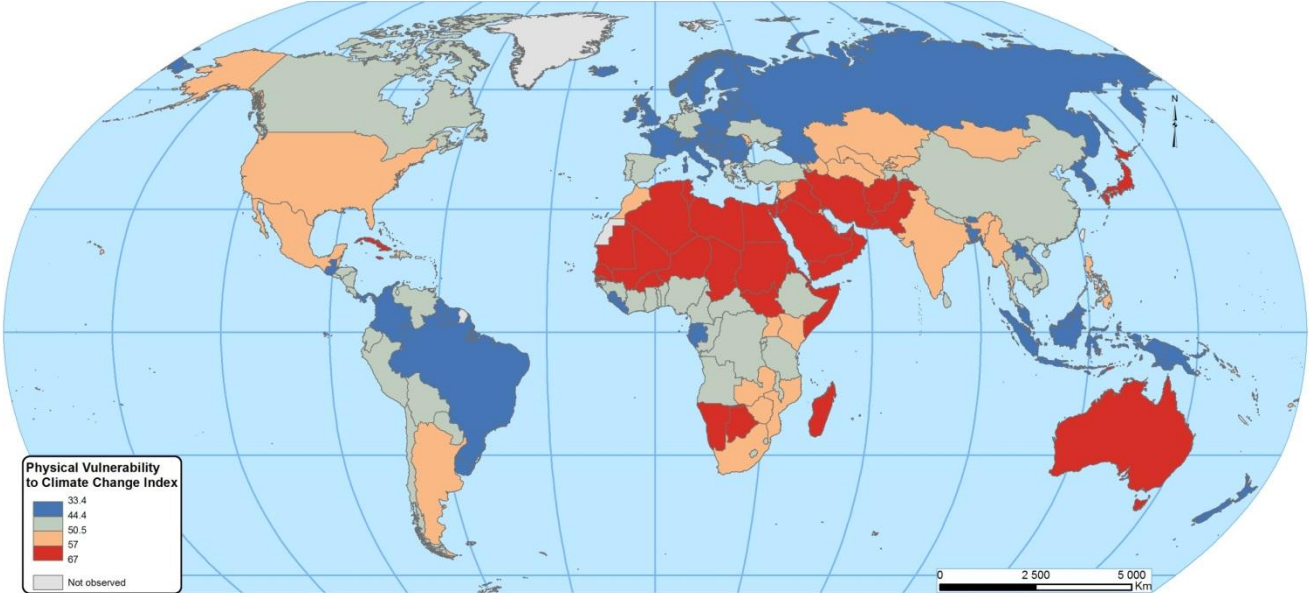 N
Physical Vulnerability
to Climate Change Index
33.4
44.4
50.5
57
67
Not observed
0 2 500 5 000
Km